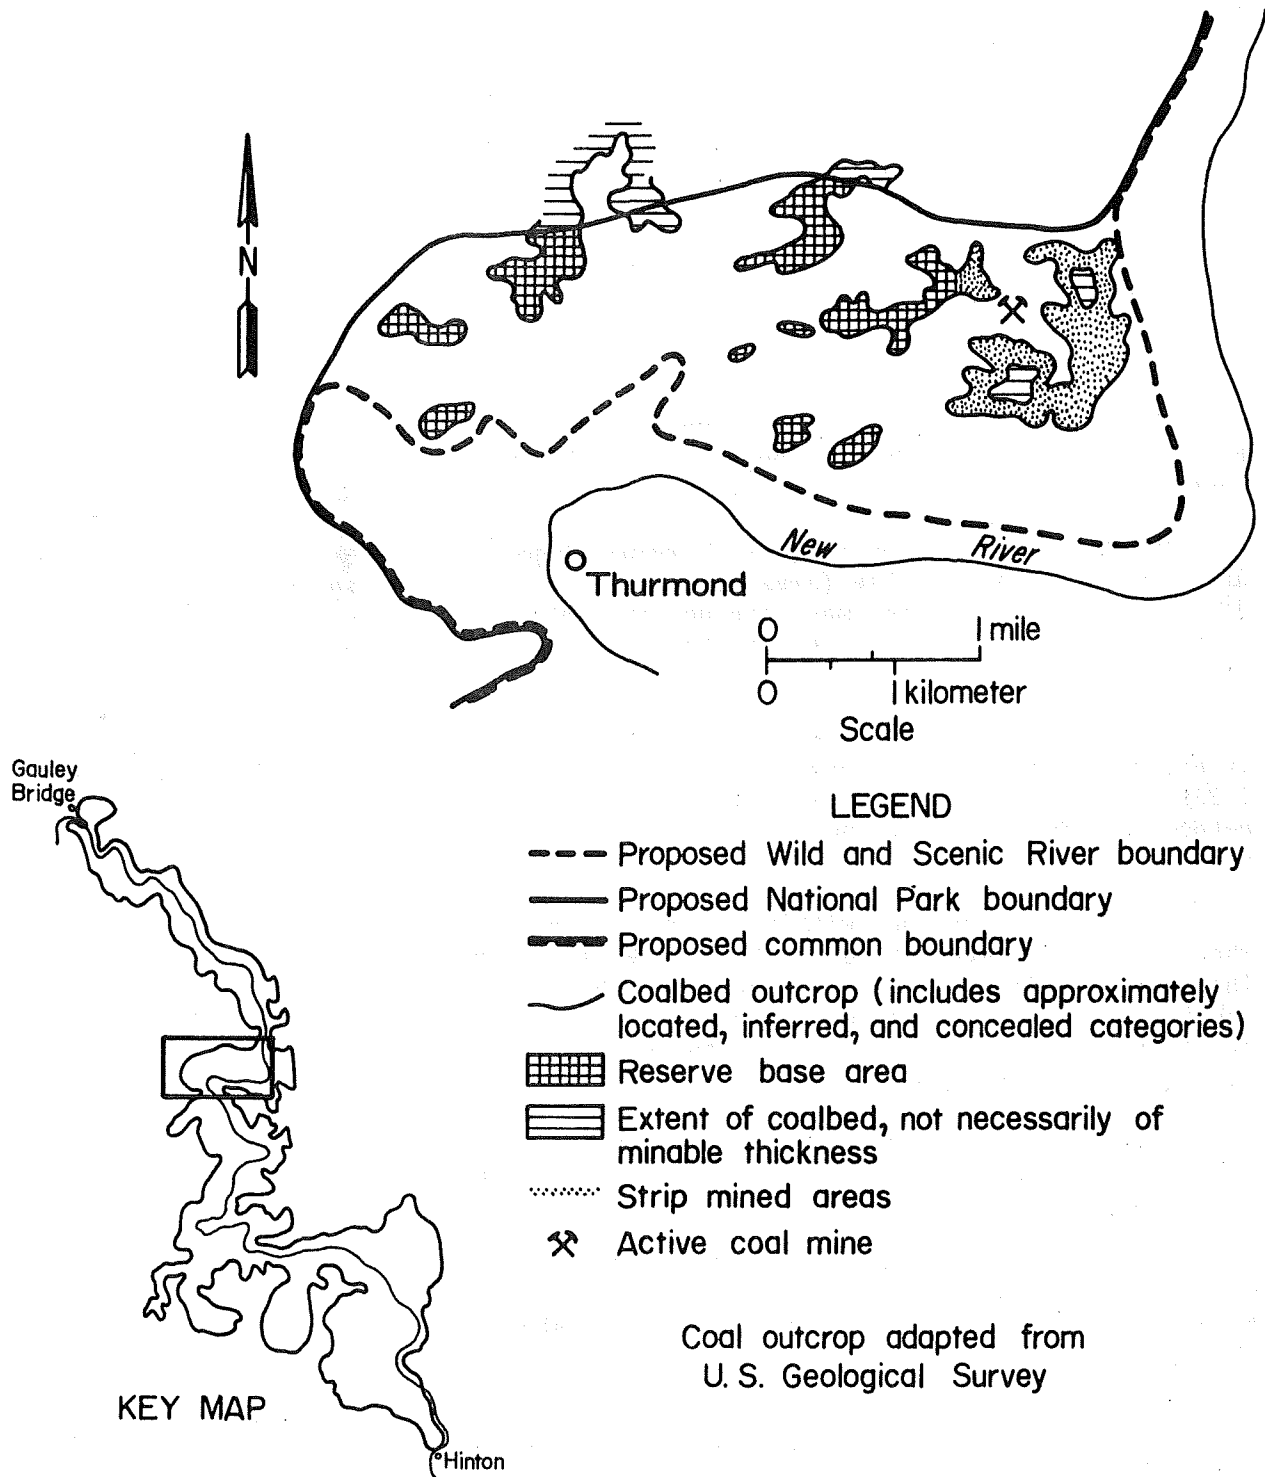 N
New River
Thurmond
0 1 mile
0 1 kilometer
Scale
Gauley
Bridge
LEGEND
Proposed Wild and Scenic River boundary
Proposed National Park boundary
Proposed common boundary
Coalbed outcrop (includes approximately
located, inferred, and concealed categories)
Reserve base area
Extent of coalbed, not necessarily of
minable thickness
Strip mined areas
Active coal mine
Coal outcrop adapted from
U. S. Geological Survey
KEY MAP
Hinton